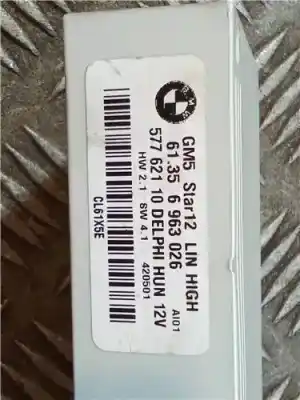 BMW
GM5 Star12 LIN HIGH
61.35 6 963 026 AI01
577 621 10 DELPHI HUN 12V
HW 2.1 SW 4.1 420501
CL61X5E